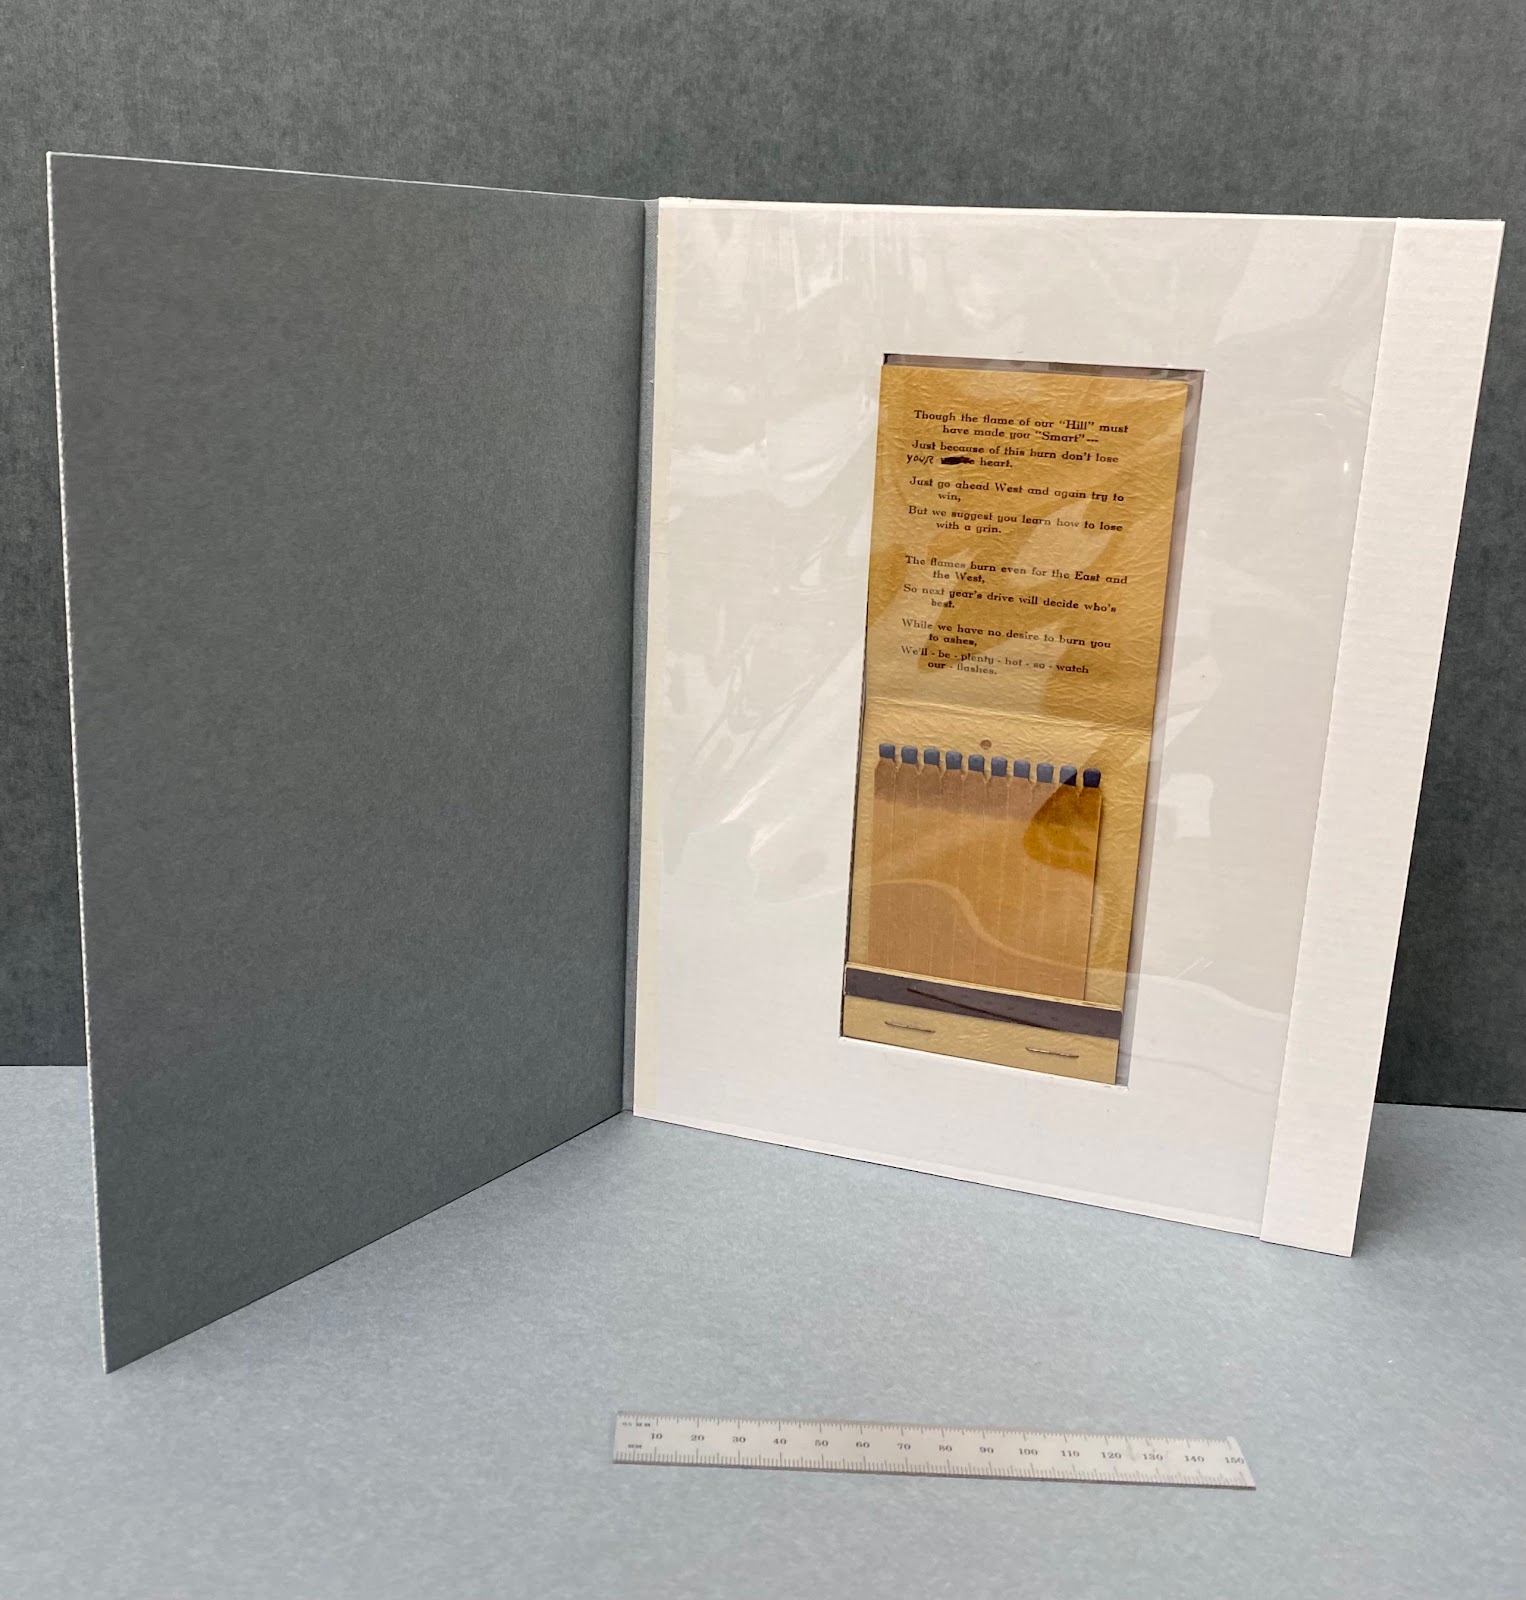 Though the flame of our "Hill" must
have made you "Smart"---
Just because of this burn don't lose
your heart.
Just go ahead West and again try to
win,
But we suggest you learn how to lose
with a grin.
The flames burn even for the East and
the West,
So next year's drive will decide who's
best.
While we have no desire to burn you
to ashes,
We'll - be - plenty - hot - so - watch
our - flashes.
10 20 30 40 50 60 70 80 90 100 110 120 130 140 150
MM